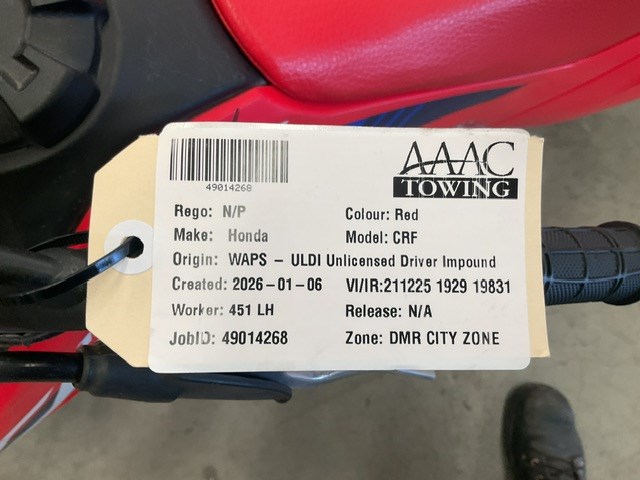 49014268
AAAC
TOWING
Rego: N/P Colour: Red
Make: Honda Model: CRF
Origin: WAPS - ULDI Unlicensed Driver Impound
Created: 2026-01-06 VI/IR:211225 1929 19831
Worker: 451 LH Release: N/A
JobID: 49014268 Zone: DMR CITY ZONE